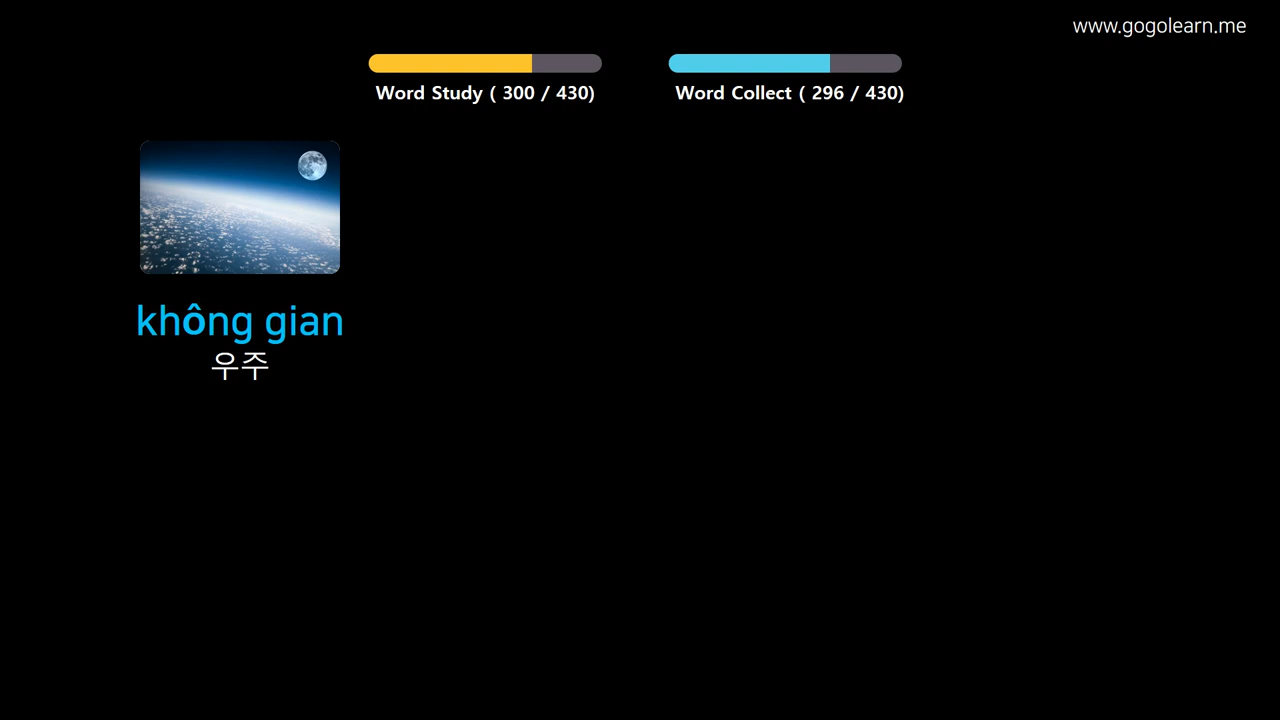 www.gogolearn.me
Word Study ( 300 / 430)
Word Collect ( 296 / 430)
không gian
우주